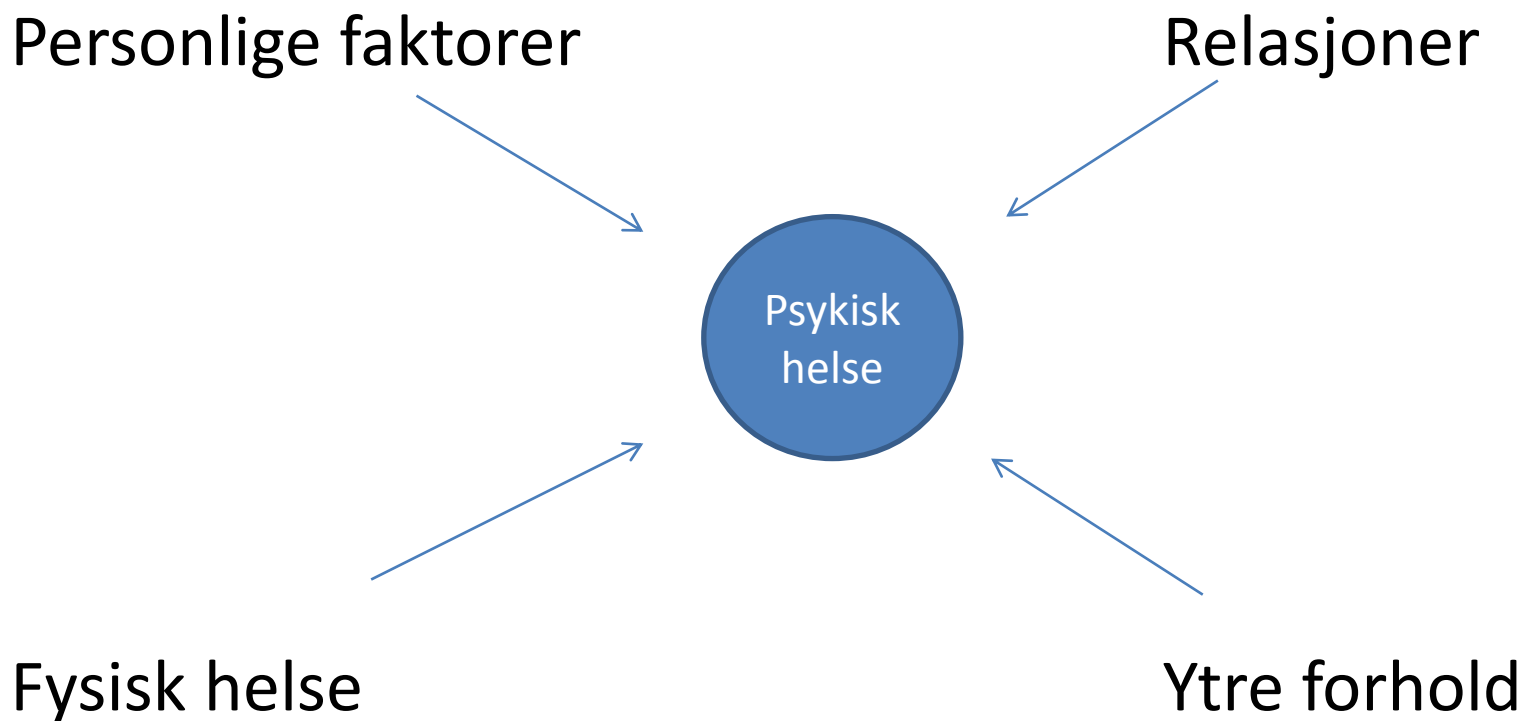 Personlige faktorer
Relasjoner
Psykisk
helse
Fysisk helse
Ytre forhold